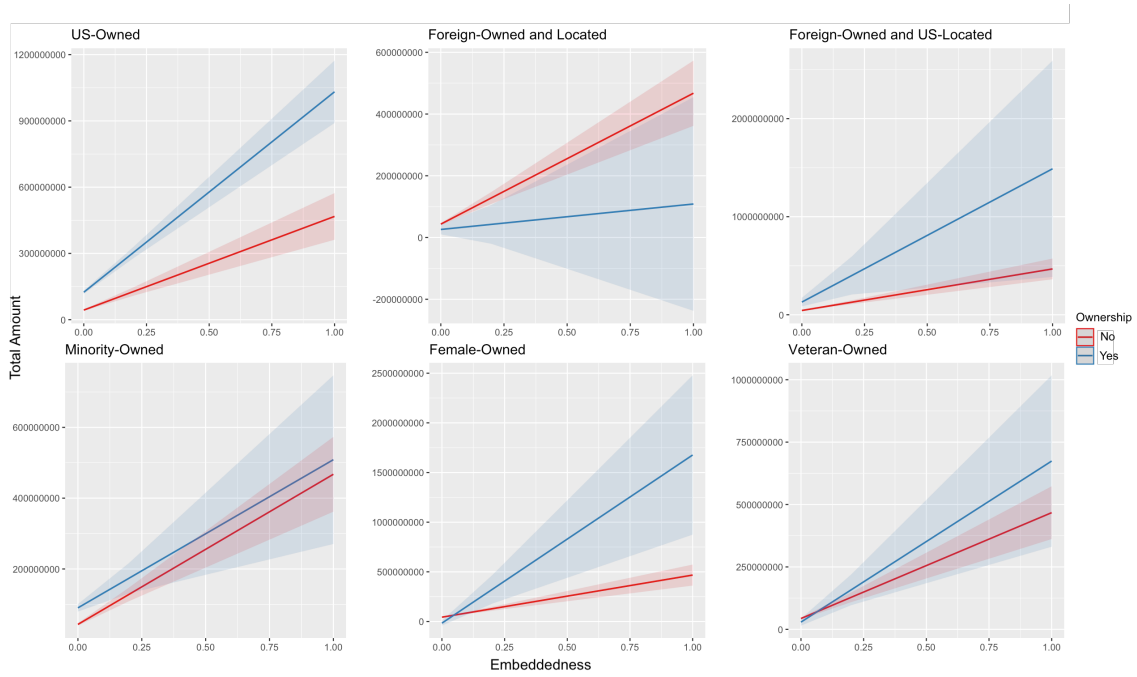 US-Owned
Foreign-Owned and Located
Foreign-Owned and US-Located
1200000000
900000000
600000000
300000000
0
0.00 0.25 0.50 0.75 1.00
600000000
400000000
200000000
0
-200000000
0.00 0.25 0.50 0.75 1.00
2000000000
1000000000
0
0.00 0.25 0.50 0.75 1.00
Total Amount
Ownership
No
Yes
Minority-Owned
Female-Owned
Veteran-Owned
600000000
400000000
200000000
0.00 0.25 0.50 0.75 1.00
2500000000
2000000000
1500000000
1000000000
500000000
0
0.00 0.25 0.50 0.75 1.00
1000000000
750000000
500000000
250000000
0
0.00 0.25 0.50 0.75 1.00
Embeddedness